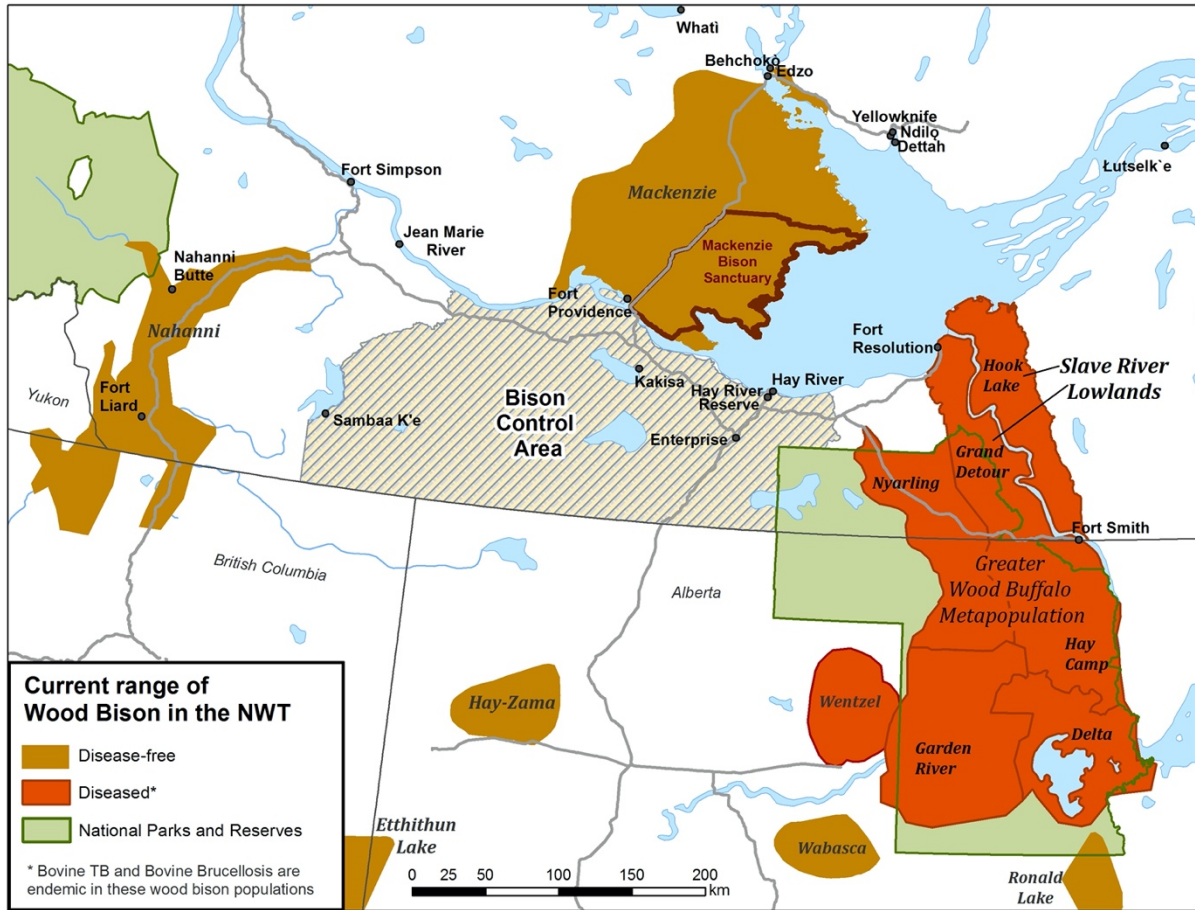 Whatì
Behchokǫ̀
Edzo
Yellowknife
Ndilǫ
Dettah
Łutselk`e
Fort Simpson
Mackenzie
Jean Marie
River
Mackenzie
Bison
Sanctuary
Nahanni
Butte
Fort
Providence
Nahanni
Fort
Resolution
Hook
Lake
Slave River
Lowlands
Kakisa
Hay River
Hay River
Reserve
Yukon
Fort
Liard
Sambaa K'e
Bison
Control
Area
Enterprise
Grand
Detour
Nyarling
Fort Smith
British Columbia
Alberta
Greater
Wood Buffalo
Metapopulation
Hay
Camp
Hay-Zama
Wentzel
Garden
River
Delta
Etthithun
Lake
Wabasca
Ronald
Lake
Current range of
Wood Bison in the NWT
Disease-free
Diseased*
National Parks and Reserves
* Bovine TB and Bovine Brucellosis are
endemic in these wood bison populations
0 25 50 100 150 200
km